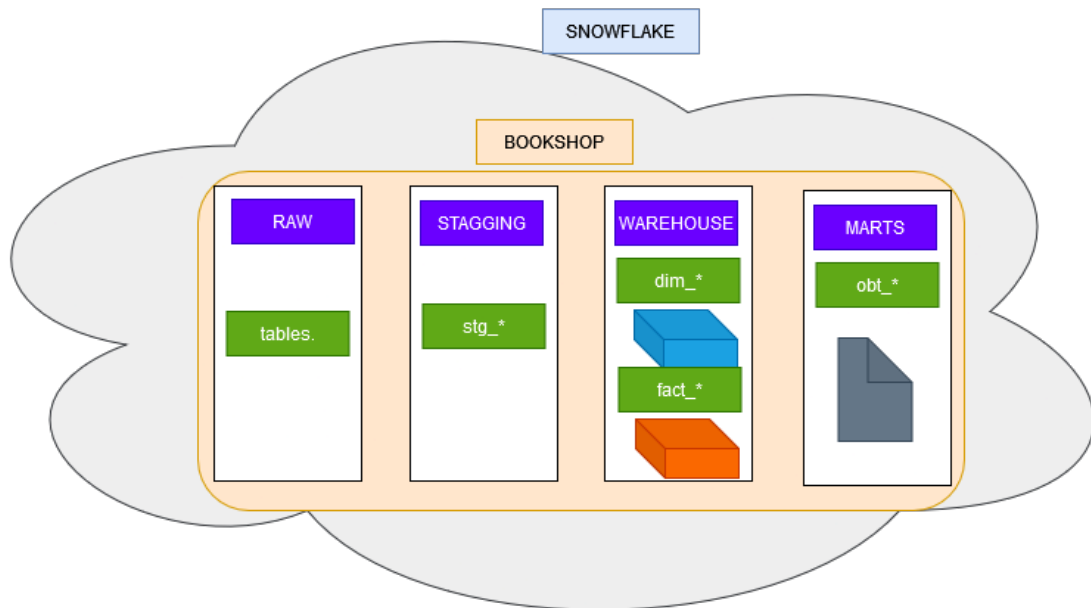 SNOWFLAKE
BOOKSHOP
RAW
tables.
STAGGING
stg_*
WAREHOUSE
dim_*
fact_*
MARTS
obt_*